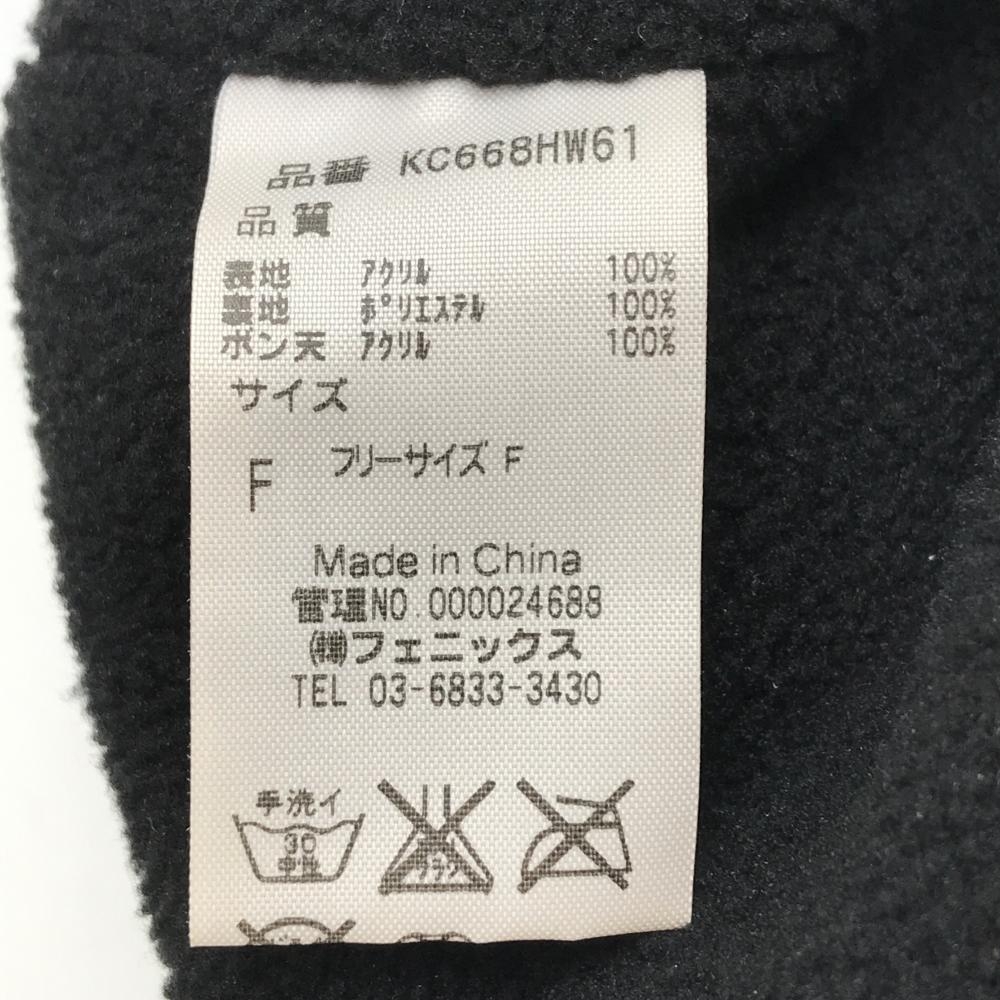 品番 KC668HW61
品質
表地 アクリル 100%
裏地 ポリエステル 100%
ポン天 アクリル 100%
サイズ
F フリーサイズ F
Made in China
管理NO.000024688
㈱フェニックス
TEL 03-6833-3430
手洗イ
30
中性